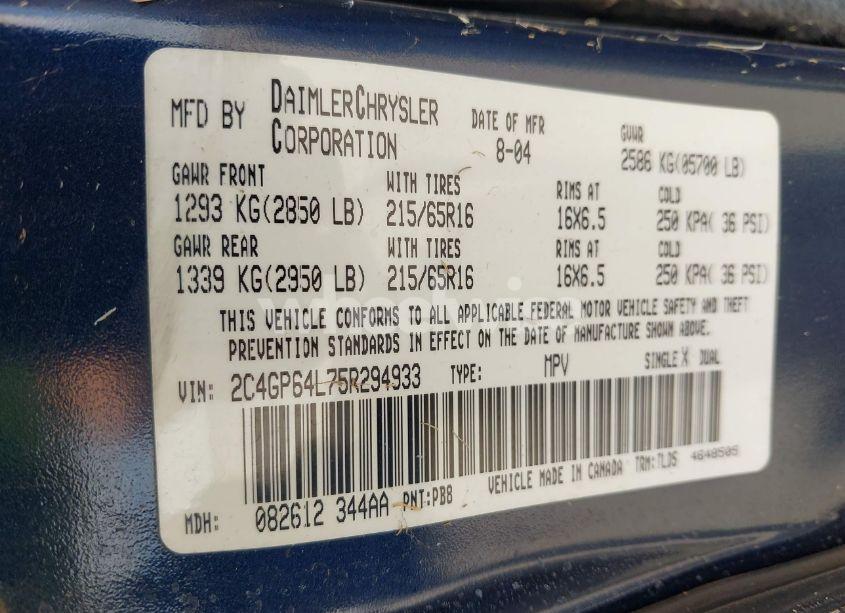 MFD BY DAIMLERCHRYSLER CORPORATION DATE OF MFR 8-04 GVWR 2586 KG(05700 LB)
GAWR FRONT WITH TIRES RIMS AT COLD
1293 KG(2850 LB) 215/65R16 16X6.5 250 KPA( 36 PSI)
GAWR REAR WITH TIRES RIMS AT COLD
1339 KG(2950 LB) 215/65R16 16X6.5 250 KPA( 36 PSI)
THIS VEHICLE CONFORMS TO ALL APPLICABLE FEDERAL MOTOR VEHICLE SAFETY AND THEFT
PREVENTION STANDARDS IN EFFECT ON THE DATE OF MANUFACTURE SHOWN ABOVE.
VIN: 2C4GP64L75R294933 TYPE: MPV SINGLE X DUAL
MDH: 082612 344AA PNT:PB8 VEHICLE MADE IN CANADA TRM:TLD5 4648505